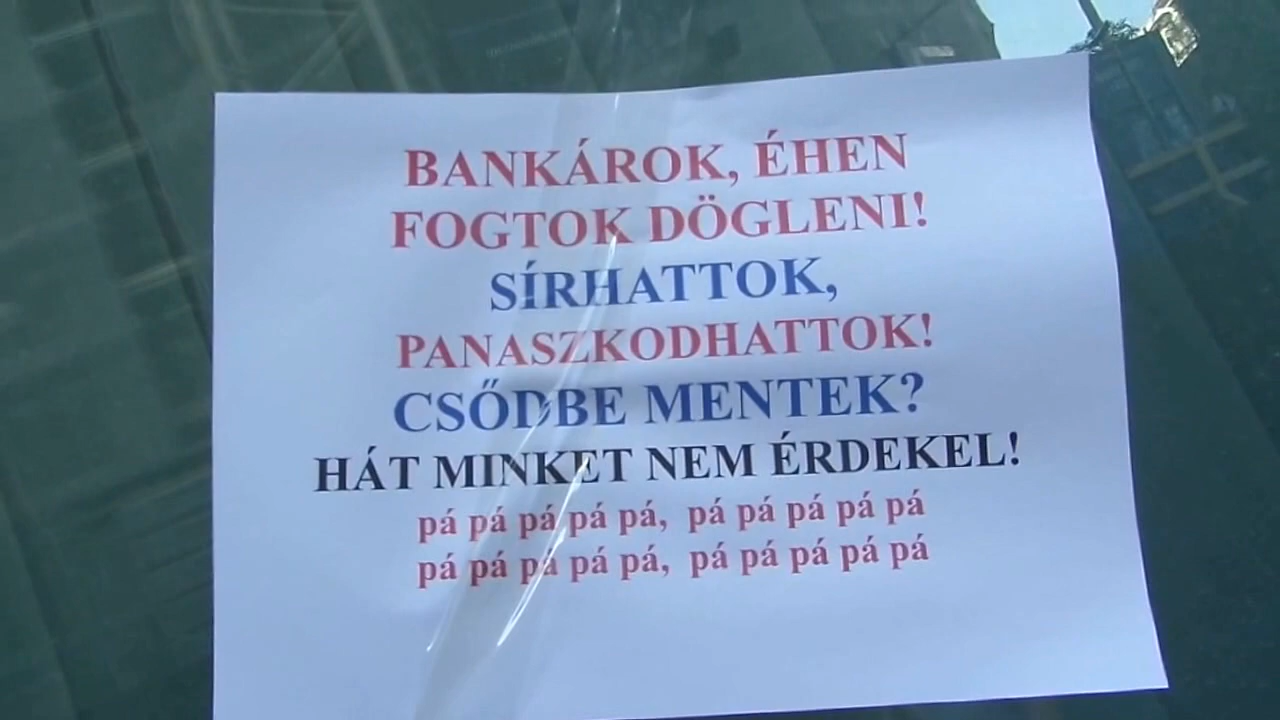 BANKÁROK, ÉHEN
FOGTOK DÖGLENI!
SÍRHATTOK,
PANASZKODHATTOK!
CSŐDBE MENTEK?
HÁT MINKET NEM ÉRDEKEL!
pá pá pá pá pá, pá pá pá pá pá
pá pá pá pá pá, pá pá pá pá pá